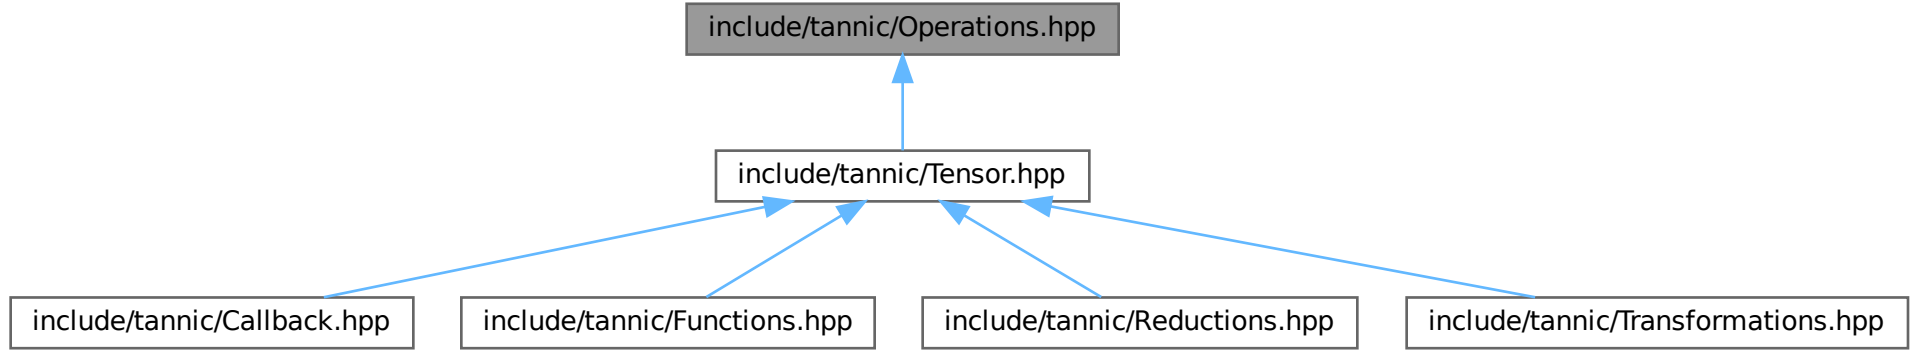 include/tannic/Operations.hpp
include/tannic/Tensor.hpp
include/tannic/Callback.hpp
include/tannic/Functions.hpp
include/tannic/Reductions.hpp
include/tannic/Transformations.hpp